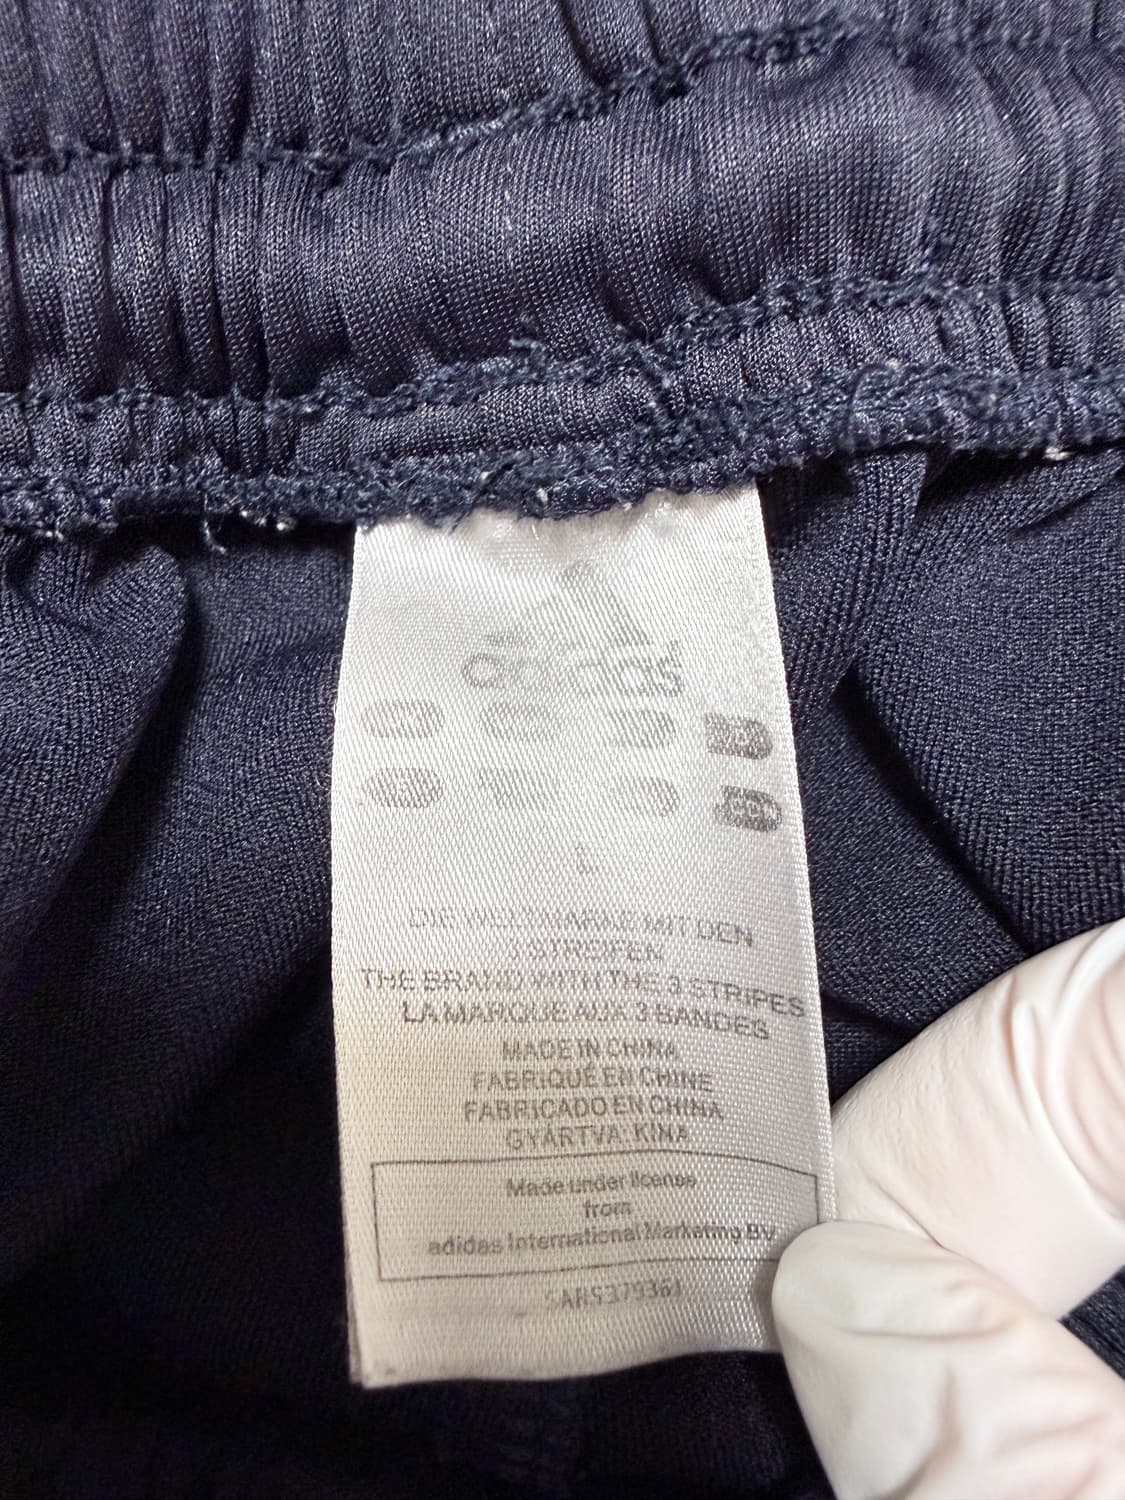 adidas
L
DIE WELTMARKE MIT DEN
3 STREIFEN
THE BRAND WITH THE 3 STRIPES
LA MARQUE AUX 3 BANDES
MADE IN CHINA
FABRIQUÉ EN CHINE
FABRICADO EN CHINA
GYÁRTVA: KÍNA
Made under license
from
adidas International Marketing BV